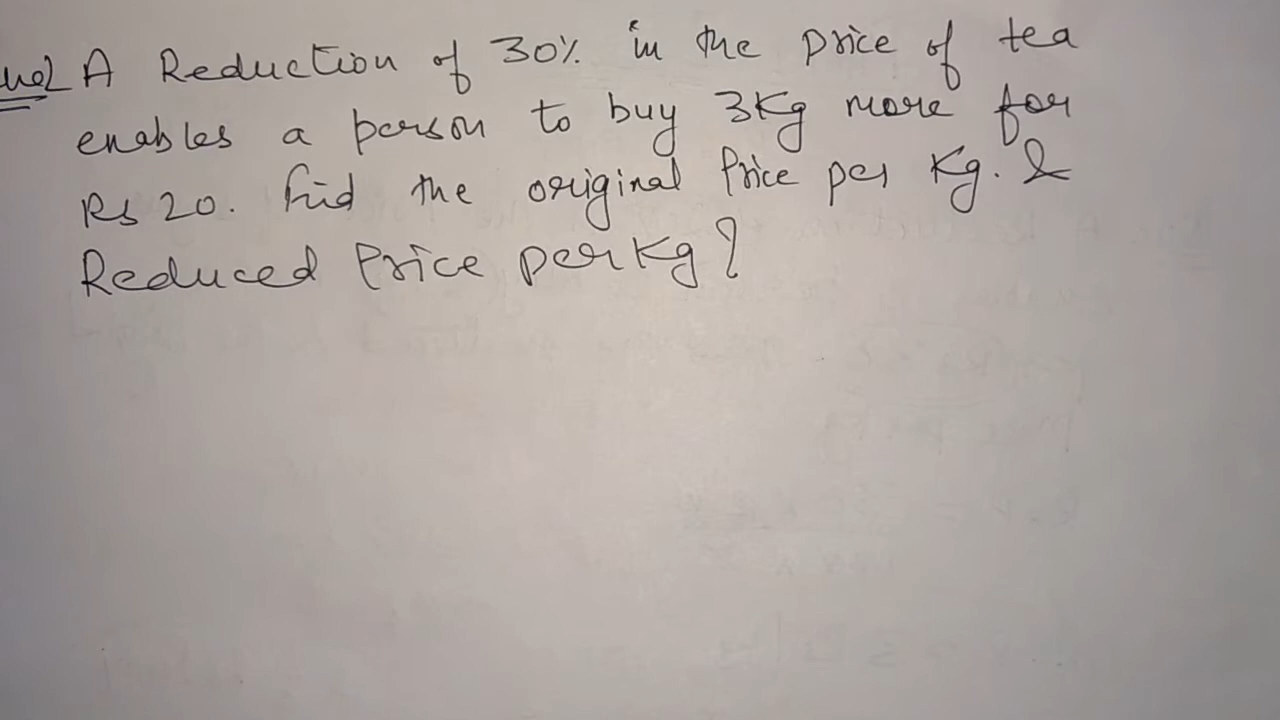 A Reduction of 30% in the price of tea
enables a person to buy 3Kg more for
Rs 20. Find the original Price per Kg. &
Reduced Price per Kg?